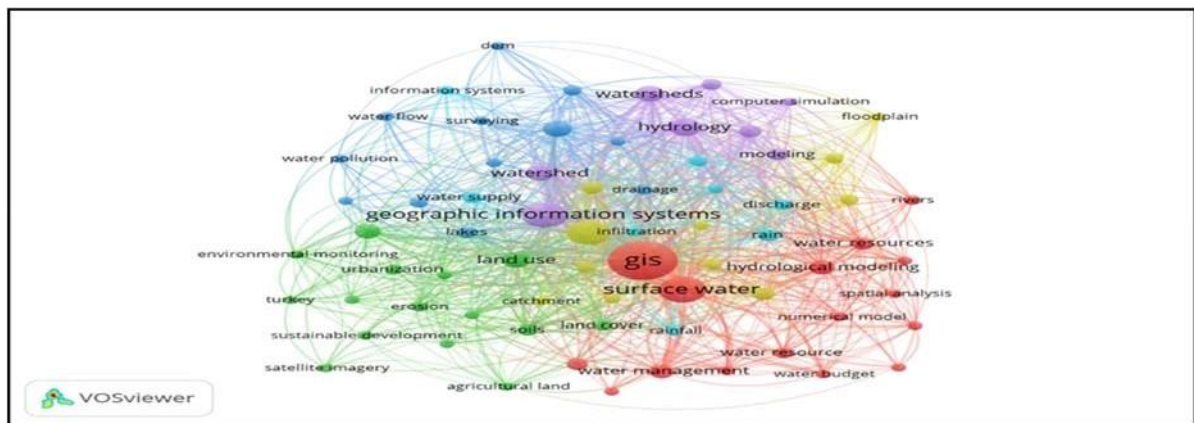 dem
information systems
watersheds
computer simulation
water flow
surveying
hydrology
floodplain
water pollution
watershed
modeling
water supply
drainage
discharge
rivers
geographic information systems
lakes
infiltration
rain
water resources
environmental monitoring
land use
gis
urbanization
hydrological modeling
turkey
erosion
catchment
surface water
spatial analysis
sustainable development
soils
land cover
rainfall
numerical model
satellite imagery
agricultural land
water management
water resource
water budget
VOSviewer